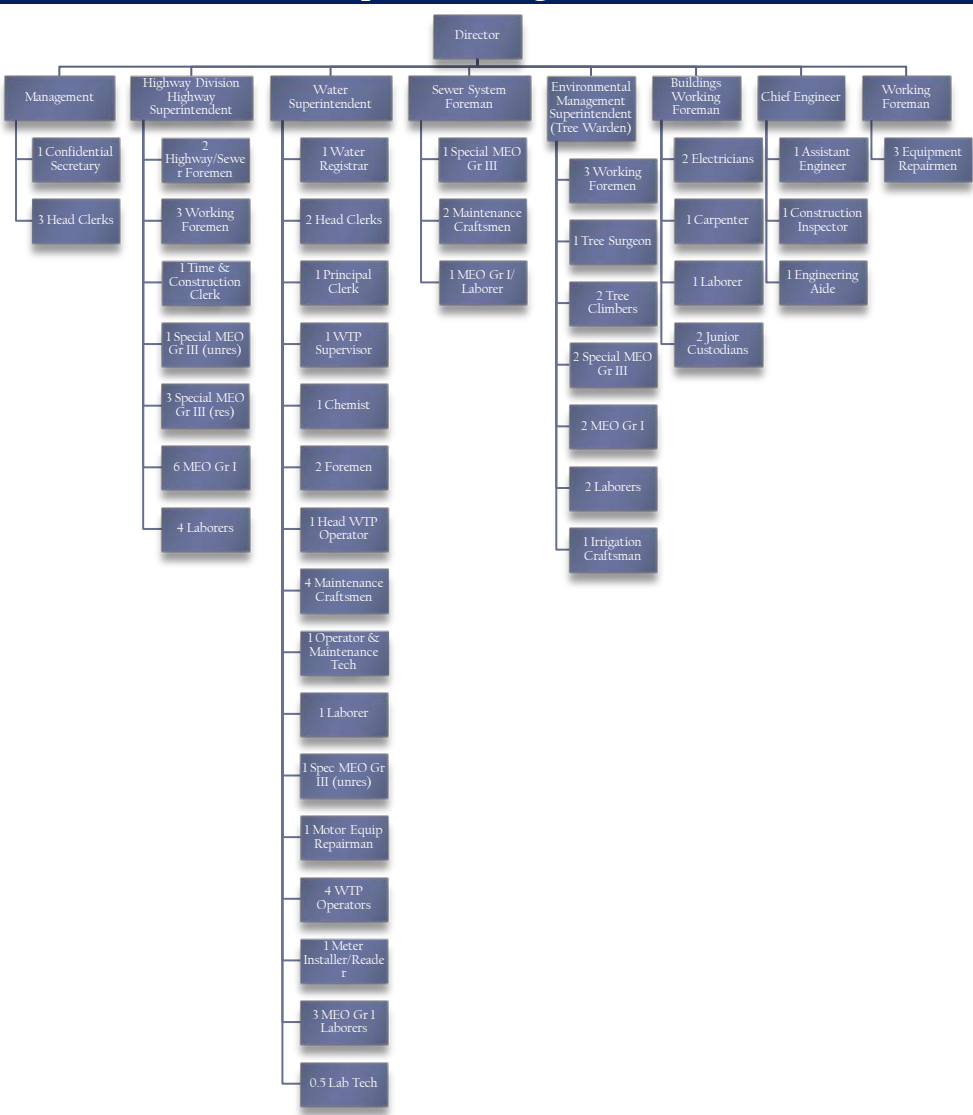 Director
Management
1 Confidential
Secretary
3 Head Clerks
Highway Division
Highway
Superintendent
2
Highway/Sewe
r Foremen
3 Working
Foremen
1 Time &
Construction
Clerk
1 Special MEO
Gr III (unres)
3 Special MEO
Gr III (res)
6 MEO Gr I
4 Laborers
Water
Superintendent
1 Water
Registrar
2 Head Clerks
1 Principal
Clerk
1 WTP
Supervisor
1 Chemist
2 Foremen
1 Head WTP
Operator
4 Maintenance
Craftsmen
1 Operator &
Maintenance
Tech
1 Laborer
1 Spec MEO Gr
III (unres)
1 Motor Equip
Repairman
4 WTP
Operators
1 Meter
Installer/Reade
r
3 MEO Gr 1
Laborers
0.5 Lab Tech
Sewer System
Foreman
1 Special MEO
Gr III
2 Maintenance
Craftsmen
1 MEO Gr I/
Laborer
Environmental
Management
Superintendent
(Tree Warden)
3 Working
Foremen
1 Tree Surgeon
2 Tree
Climbers
2 Special MEO
Gr III
2 MEO Gr I
2 Laborers
1 Irrigation
Craftsman
Buildings
Working
Foreman
2 Electricians
1 Carpenter
1 Laborer
2 Junior
Custodians
Chief Engineer
1 Assistant
Engineer
1 Construction
Inspector
1 Engineering
Aide
Working
Foreman
3 Equipment
Repairmen